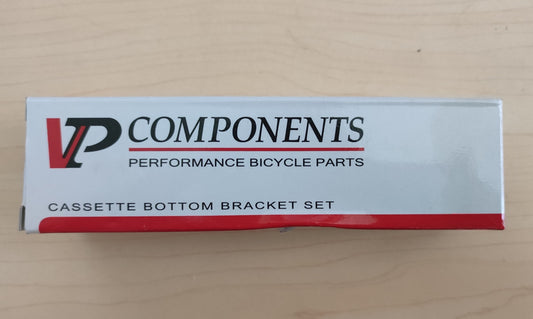 VP COMPONENTS
PERFORMANCE BICYCLE PARTS
CASSETTE BOTTOM BRACKET SET